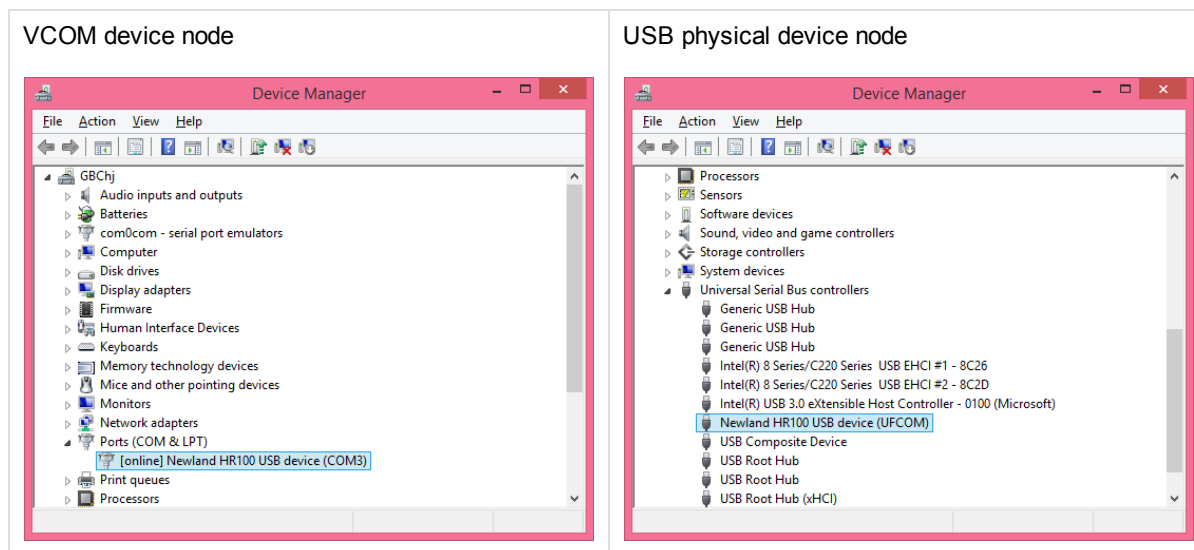 VCOM device node
Device Manager
File Action View Help
GBChj
Audio inputs and outputs
Batteries
com0com - serial port emulators
Computer
Disk drives
Display adapters
Firmware
Human Interface Devices
Keyboards
Memory technology devices
Mice and other pointing devices
Monitors
Network adapters
Ports (COM & LPT)
[online] Newland HR100 USB device (COM3)
Print queues
Processors
USB physical device node
Device Manager
File Action View Help
Processors
Sensors
Software devices
Sound, video and game controllers
Storage controllers
System devices
Universal Serial Bus controllers
Generic USB Hub
Generic USB Hub
Generic USB Hub
Intel(R) 8 Series/C220 Series USB EHCI #1 - 8C26
Intel(R) 8 Series/C220 Series USB EHCI #2 - 8C2D
Intel(R) USB 3.0 eXtensible Host Controller - 0100 (Microsoft)
Newland HR100 USB device (UFCOM)
USB Composite Device
USB Root Hub
USB Root Hub
USB Root Hub (xHCI)